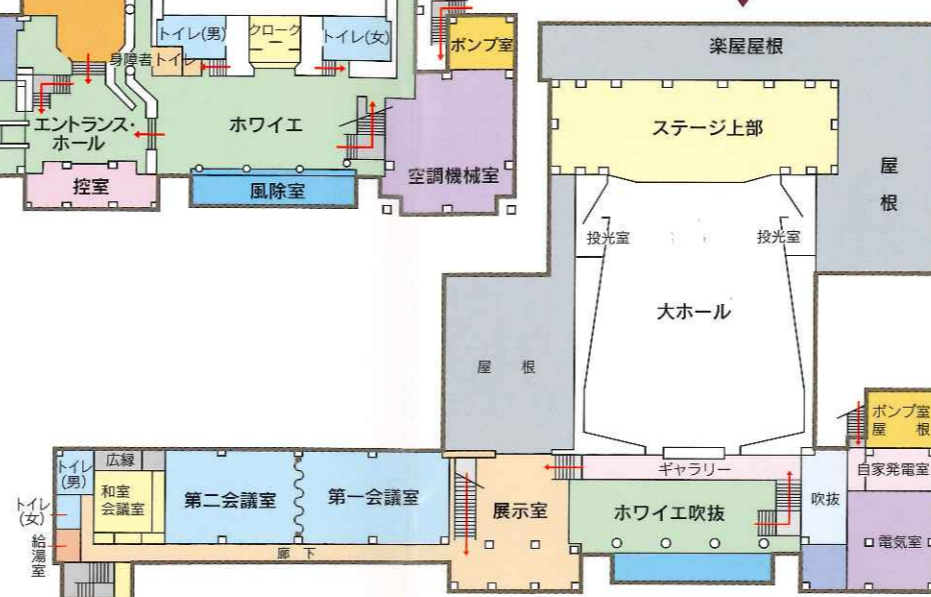 トイレ(男)
クローク
ー
トイレ(女)
ポンプ室
楽屋屋根
身障者
トイレ
エントランス・
ホール
ホワイエ
ステージ上部
控室
風除室
空調機械室
屋
根
投光室
投光室
大ホール
屋 根
ポンプ室
屋 根
トイレ
(男)
広縁
和室
会議室
第二会議室
第一会議室
ギャラリー
自家発電室
トイレ
(女)
展示室
ホワイエ吹抜
吹抜
給湯室
廊 下
電気室